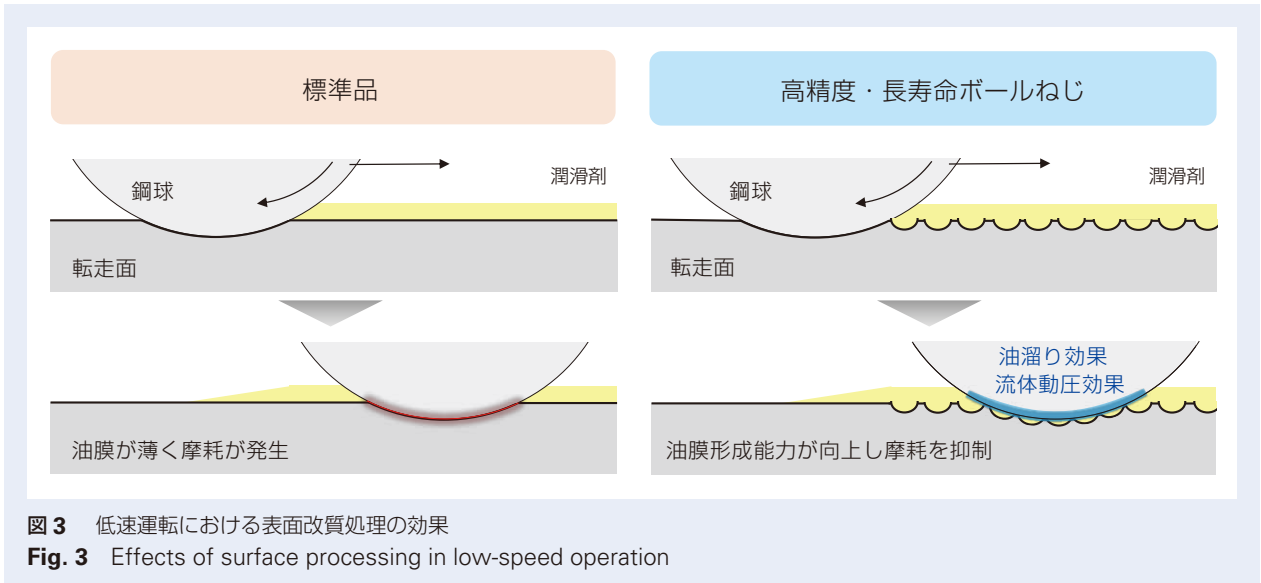 標準品
高精度・長寿命ボールねじ
鋼球
潤滑剤
転走面
鋼球
潤滑剤
転走面
油膜が薄く摩耗が発生
油溜り効果
流体動圧効果
油膜形成能力が向上し摩耗を抑制
図3 低速運転における表面改質処理の効果
Fig. 3 Effects of surface processing in low-speed operation